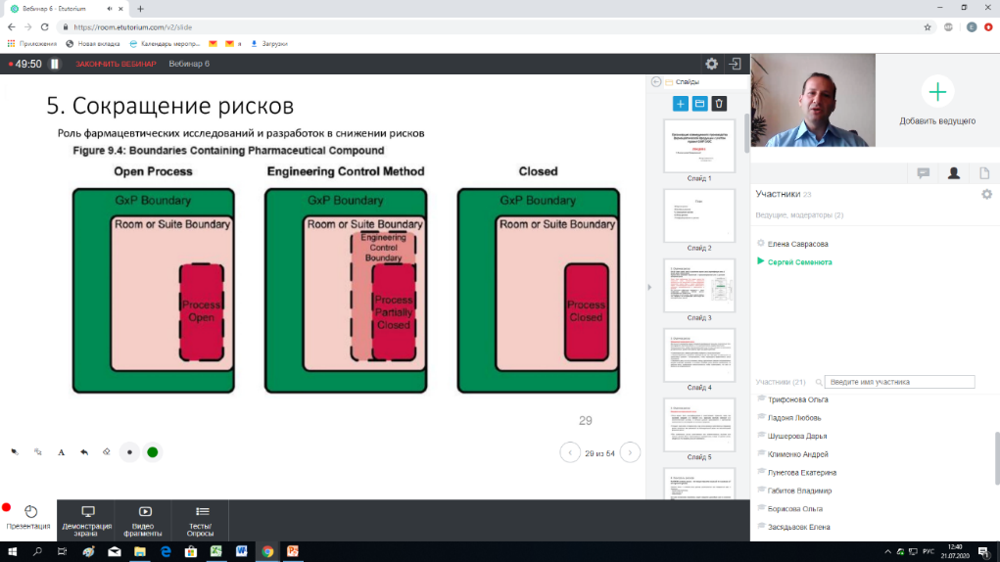 Вебинар 6 - Etutorium
https://room.etutorium.com/v2/slide
Приложения
Новая вкладка
Календарь меропр...
я
Загрузки
49:50
ЗАКОНЧИТЬ ВЕБИНАР
Вебинар 6
5. Сокращение рисков
Роль фармацевтических исследований и разработок в снижении рисков
Figure 9.4: Boundaries Containing Pharmaceutical Compound
Open Process
Engineering Control Method
Closed
GxP Boundary
GxP Boundary
GxP Boundary
Room or Suite Boundary
Room or Suite Boundary
Room or Suite Boundary
Engineering
Control
Boundary
Process
Open
Process
Partially
Closed
Process
Closed
29
A
29 из 54
Презентация
Демонстрация
экрана
Видео
фрагменты
Тесты/
Опросы
Слайды
Слайд 1
Слайд 2
Слайд 3
Слайд 4
Слайд 5
Добавить ведущего
Участники 23
Ведущие, модераторы (2)
Елена Саврасова
Сергей Семенюта
Участники (21)
Введите имя участника
Трифонова Ольга
Ладоня Любовь
Шушерова Дарья
Клименко Андрей
Лунегова Екатерина
Габитов Владимир
Борисова Ольга
Елена
РУС
12:40
21.07.2020